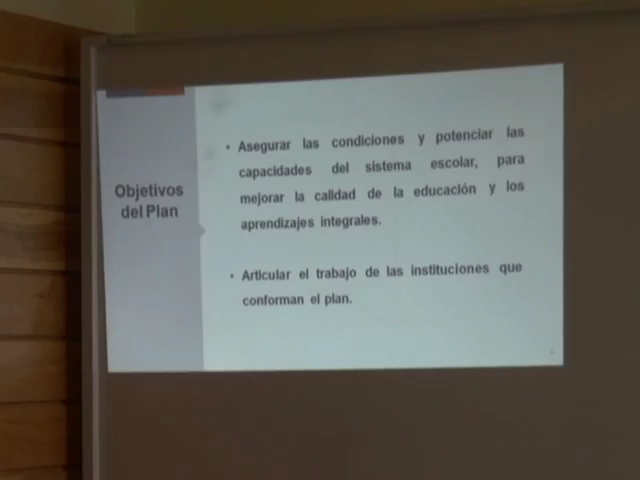 Objetivos
del Plan
• Asegurar las condiciones y potenciar las
capacidades del sistema escolar, para
mejorar la calidad de la educación y los
aprendizajes integrales.
• Articular el trabajo de las instituciones que
conforman el plan.